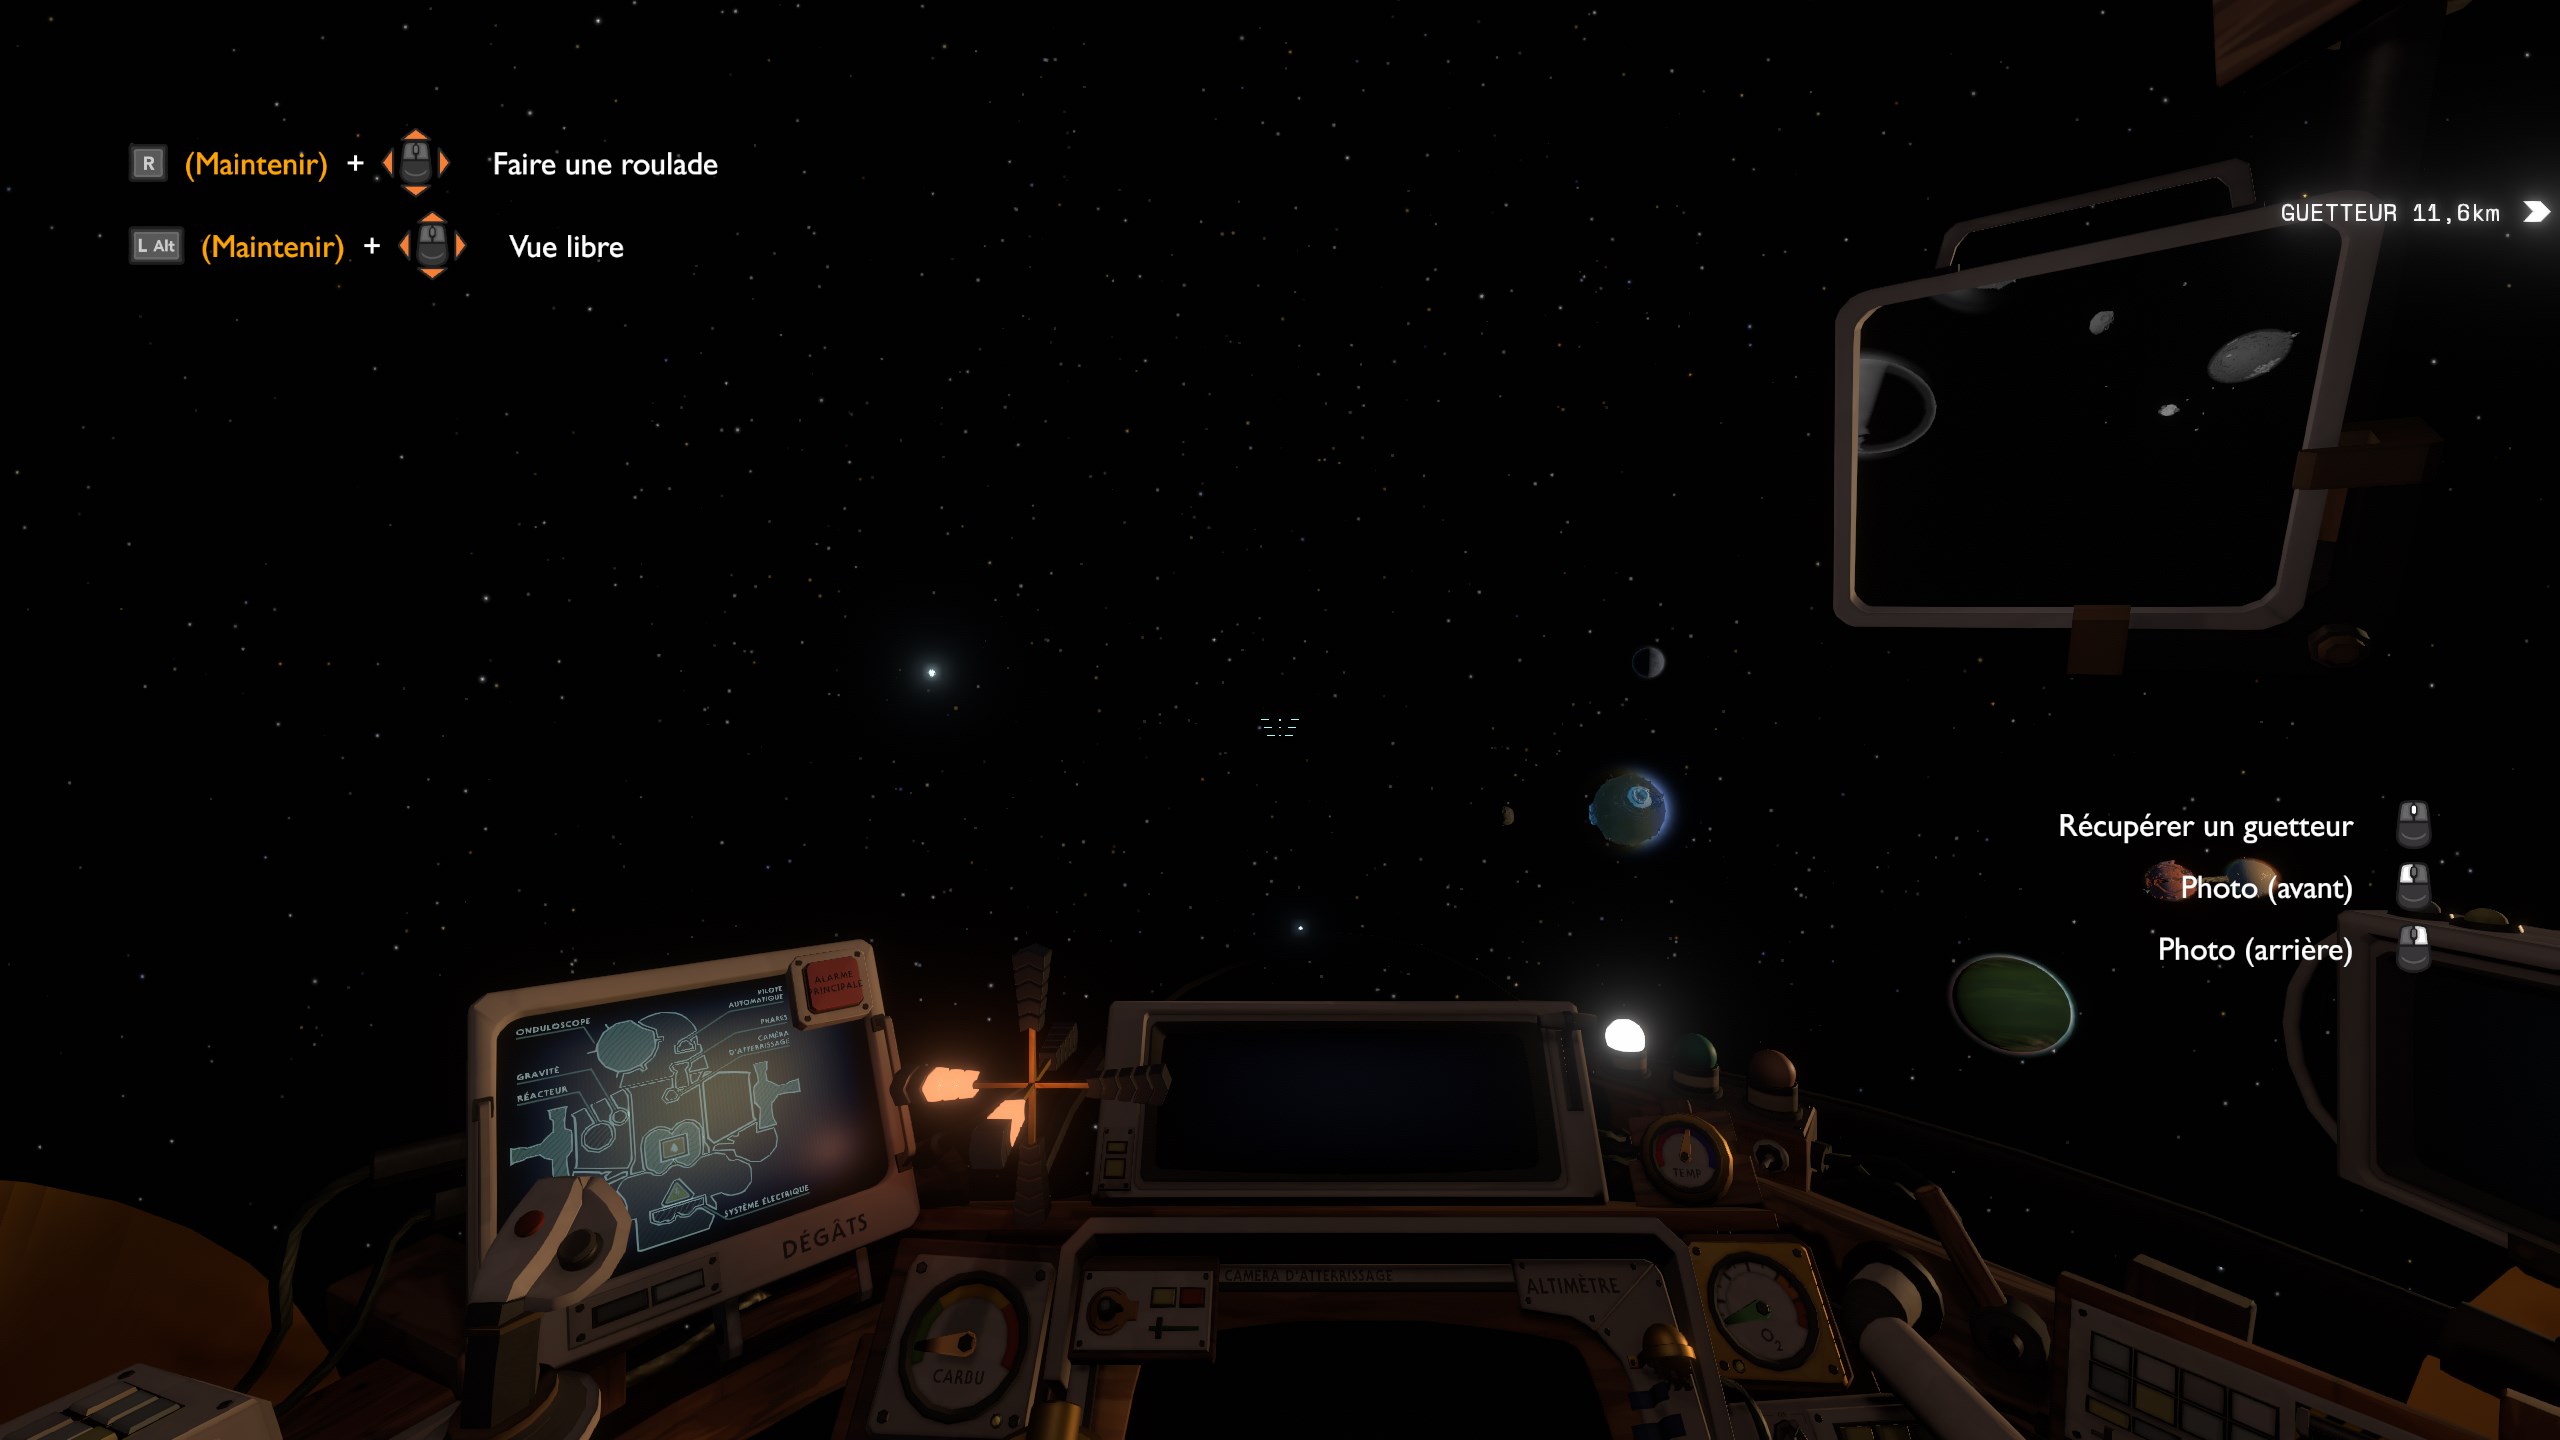 R (Maintenir) + Faire une roulade
L Alt (Maintenir) + Vue libre
GUETTEUR 11,6km
Récupérer un guetteur
Photo (avant)
Photo (arrière)
ALARME
PRINCIPALE
PILOTE
AUTOMATIQUE
ONDULOSCOPE
PHARES
CAMÉRA
D'ATTERRISSAGE
GRAVITÉ
RÉACTEUR
SYSTÈME ÉLECTRIQUE
DÉGÂTS
TEMP
CAMÉRA D'ATTERRISSAGE
ALTIMÈTRE
CARBU
O2